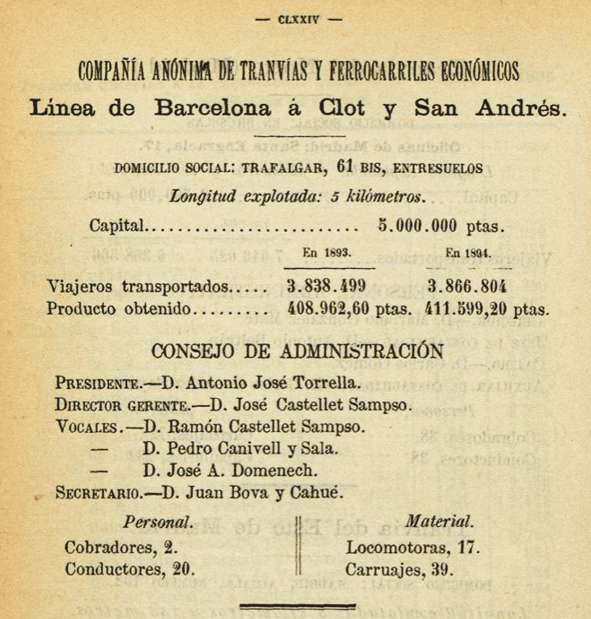 — CLXXIV —
COMPAÑÍA ANÓNIMA DE TRANVÍAS Y FERROCARRILES ECONÓMICOS
Línea de Barcelona á Clot y San Andrés.
DOMICILIO SOCIAL: TRAFALGAR, 61 BIS, ENTRESUELOS
Longitud explotada: 5 kilómetros.
Capital........................ 5.000.000 ptas.
En 1893. En 1894.
Viajeros transportados..... 3.838.499 3.866.804
Producto obtenido......... 408.962,60 ptas. 411.599,20 ptas.
CONSEJO DE ADMINISTRACIÓN
PRESIDENTE.—D. Antonio José Torrella.
DIRECTOR GERENTE.—D. José Castellet Sampso.
VOCALES.—D. Ramón Castellet Sampso.
— D. Pedro Canivell y Sala.
— D. José A. Domenech.
SECRETARIO.—D. Juan Bova y Cahué.
Personal. Material.
Cobradores, 2. Locomotoras, 17.
Conductores, 20. Carruajes, 39.